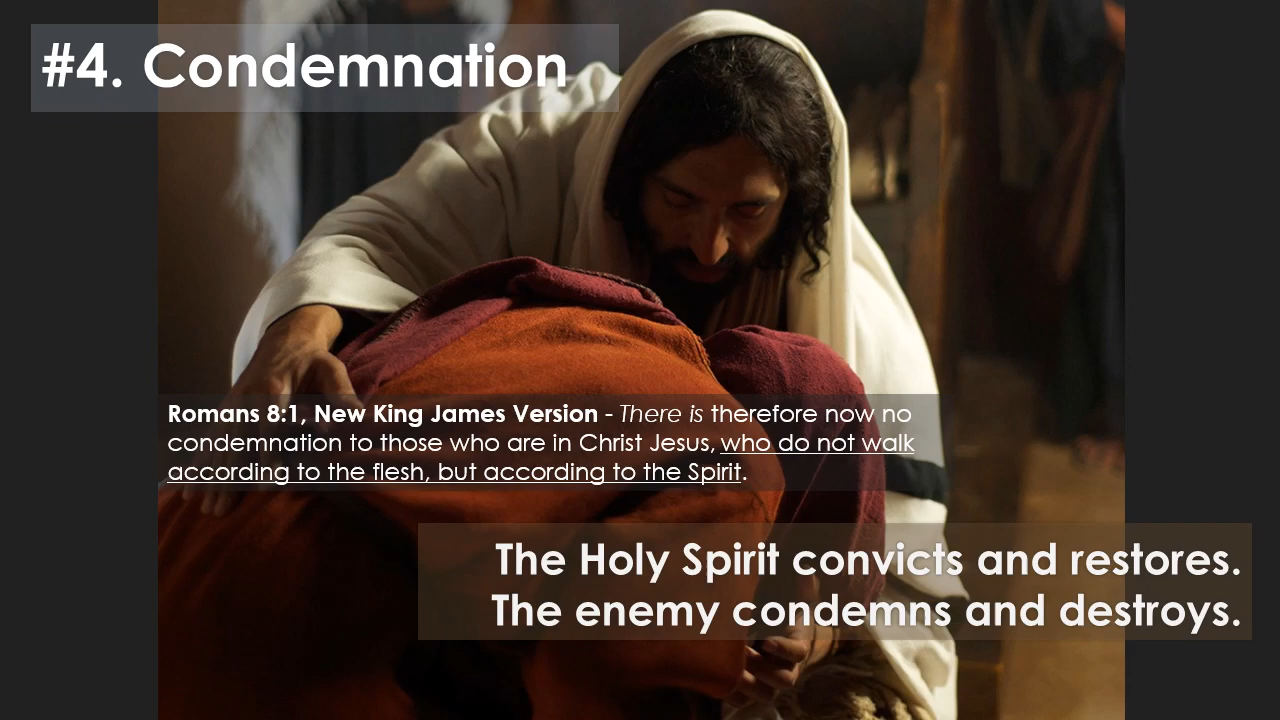 #4. Condemnation
Romans 8:1, New King James Version - There is therefore now no
condemnation to those who are in Christ Jesus, who do not walk
according to the flesh, but according to the Spirit.
The Holy Spirit convicts and restores.
The enemy condemns and destroys.